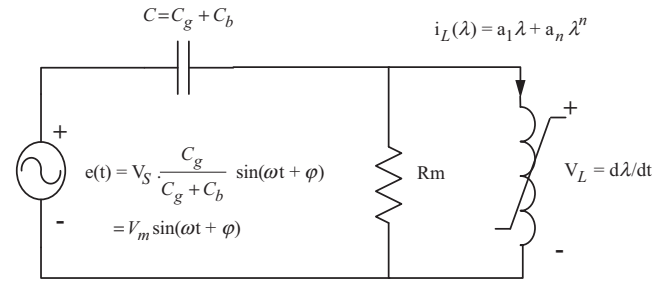 C=C_g + C_b
i_L(λ) = a_1 λ + a_n λ^n
+
-
e(t) = V_S . C_g / (C_g + C_b) sin(ωt + φ)
= V_m sin(ωt + φ)
Rm
+
V_L = dλ/dt
-